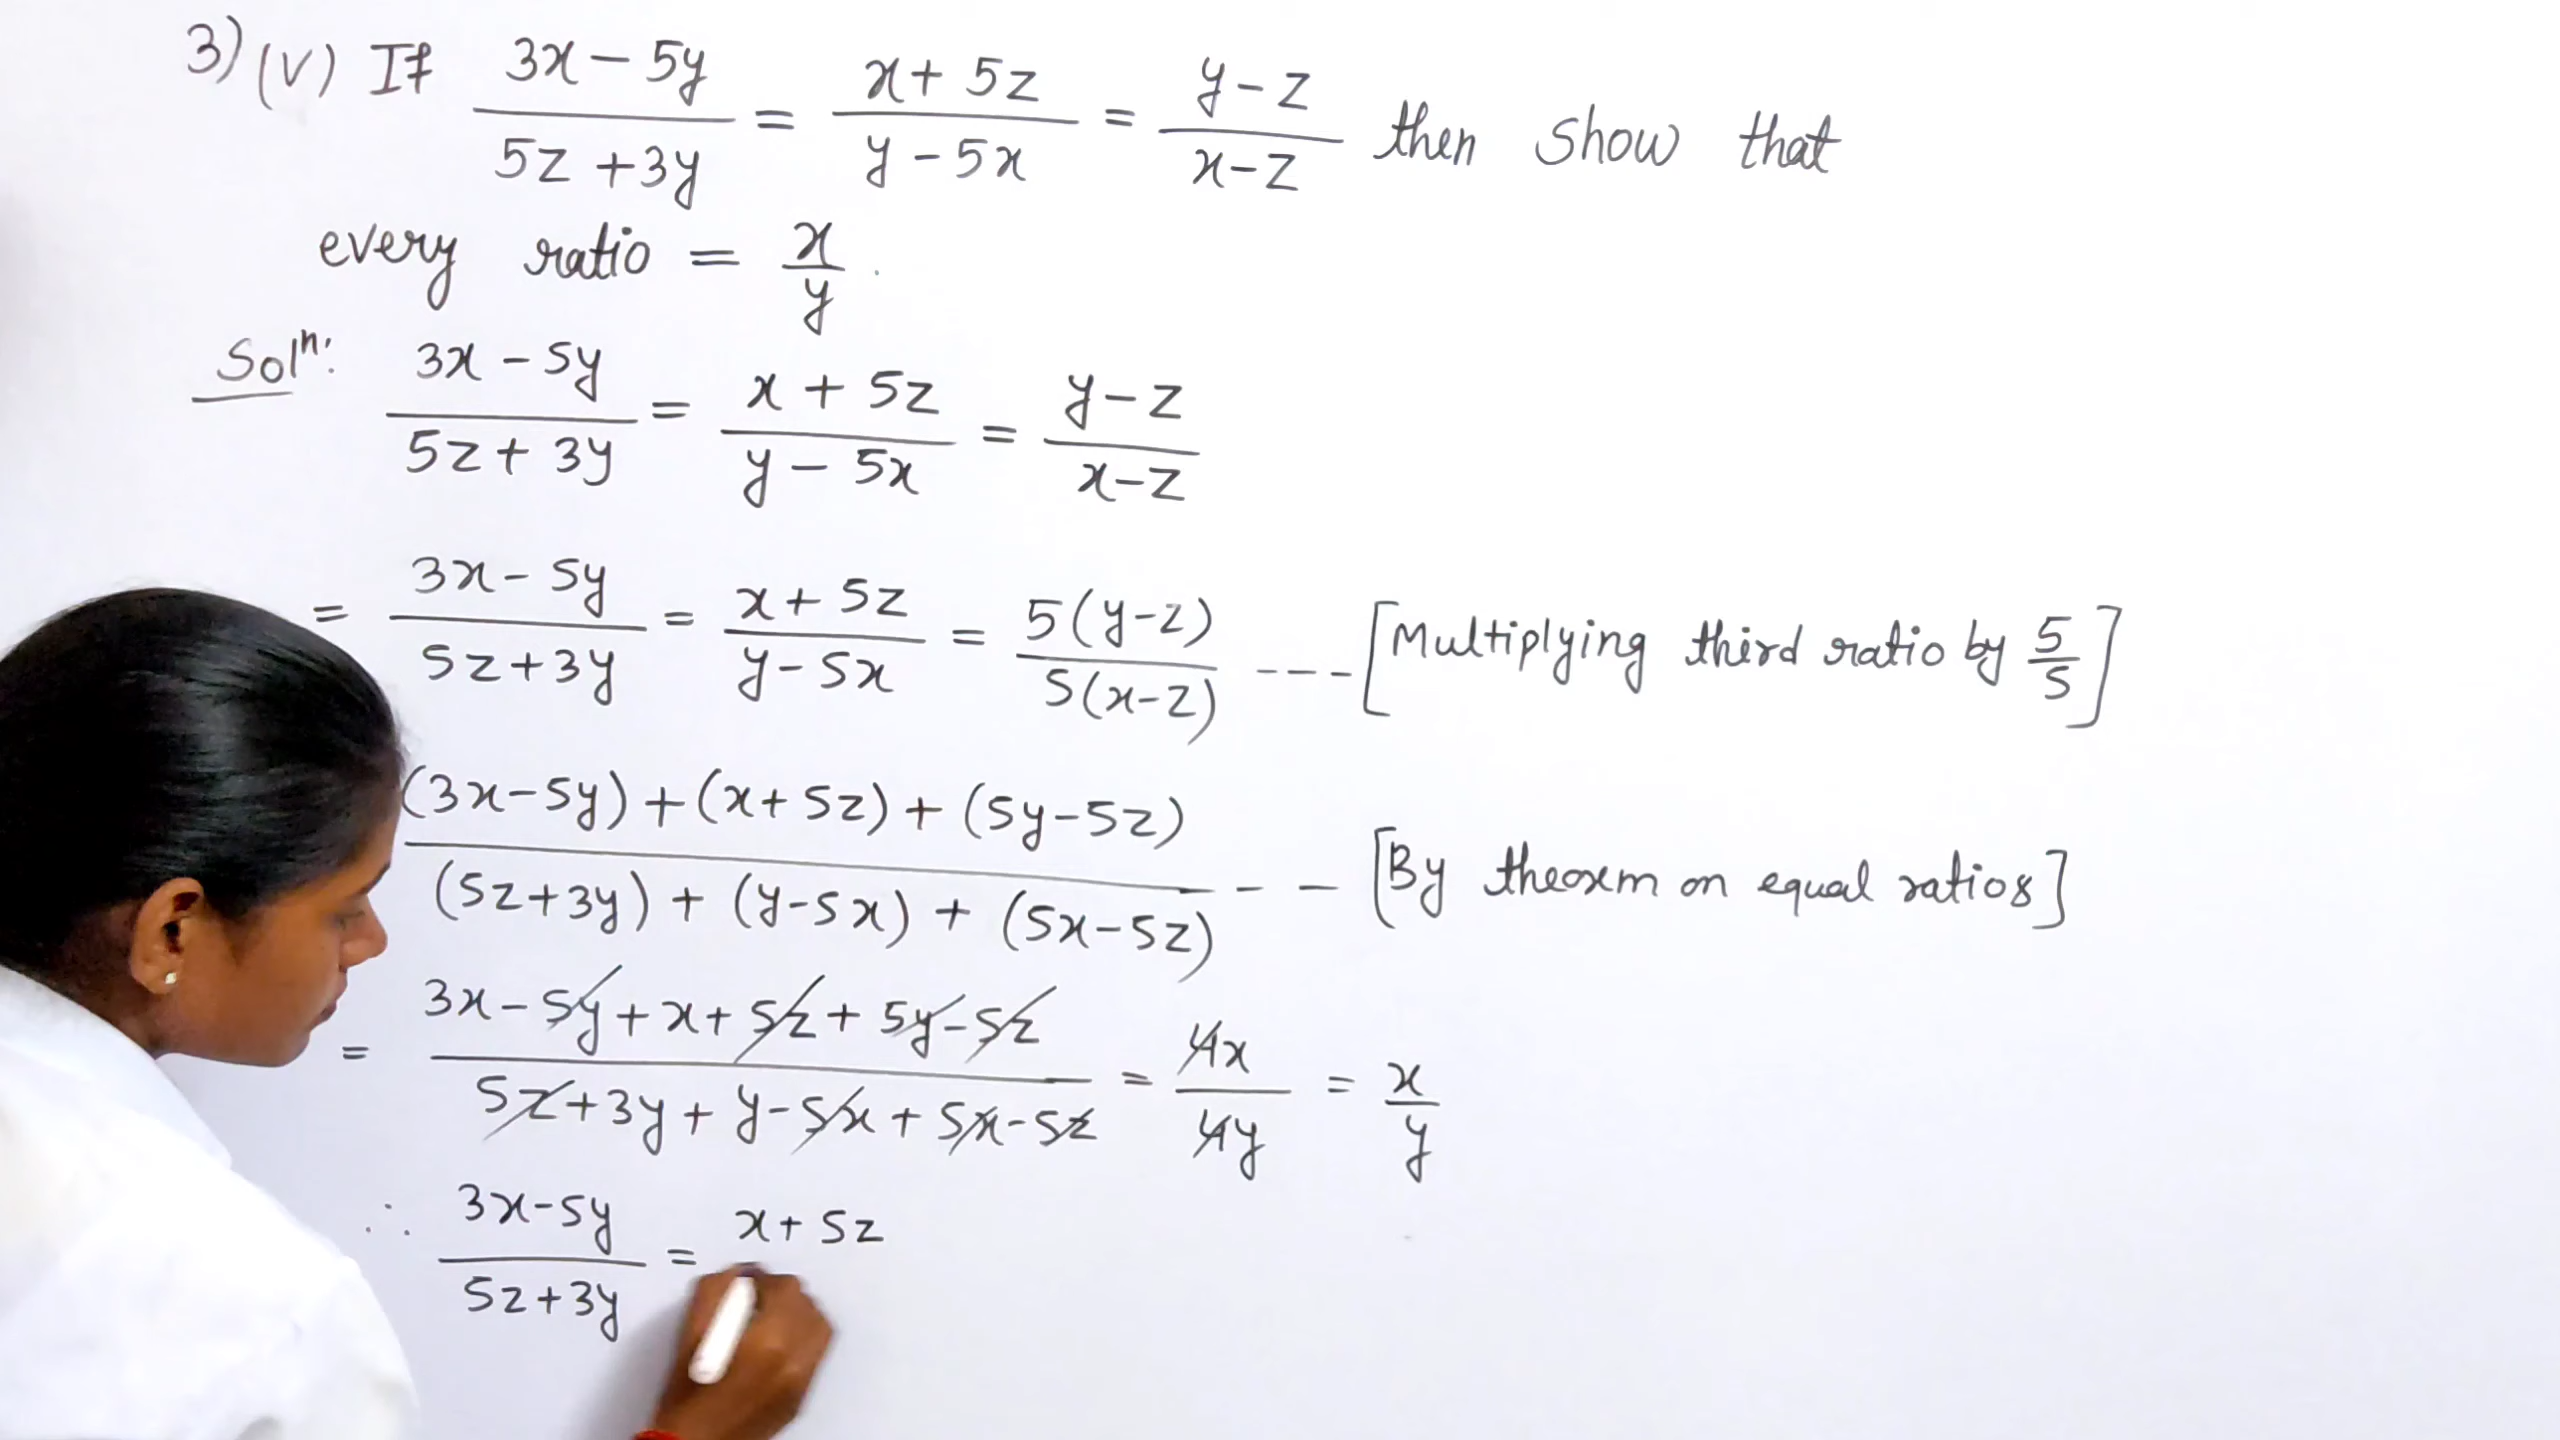 3) (v) If (3x - 5y)/(5z + 3y) = (x + 5z)/(y - 5x) = (y - z)/(x - z) then show that
every ratio = x/y.
Solⁿ: (3x - 5y)/(5z + 3y) = (x + 5z)/(y - 5x) = (y - z)/(x - z)
= (3x - 5y)/(5z + 3y) = (x + 5z)/(y - 5x) = 5(y - z)/5(x - z) ---- [Multiplying third ratio by 5/5]
((3x - 5y) + (x + 5z) + (5y - 5z))/((5z + 3y) + (y - 5x) + (5x - 5z)) -- [By theorem on equal ratios]
= (3x - 5y + x + 5z + 5y - 5z)/(5z + 3y + y - 5x + 5x - 5z) = 4x/4y = x/y
∴ (3x - 5y)/(5z + 3y) = x + 5z